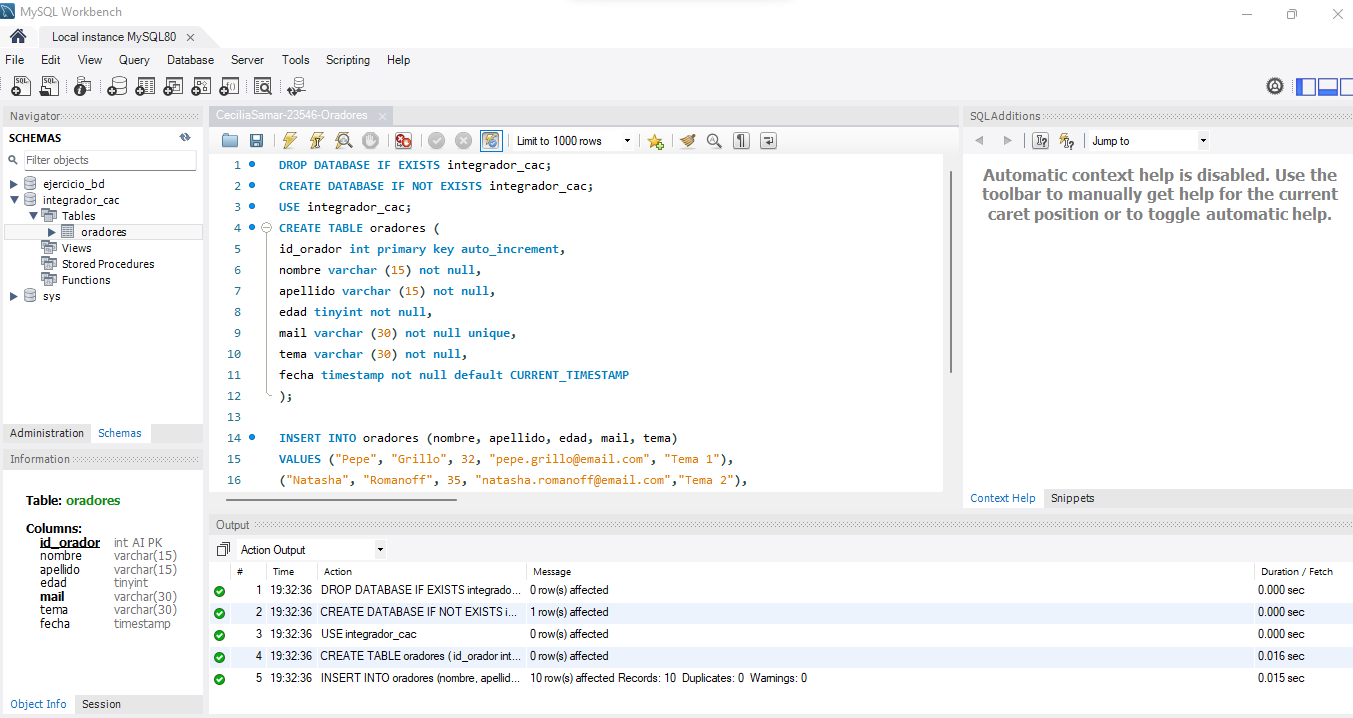 MySQL Workbench
Local instance MySQL80
File Edit View Query Database Server Tools Scripting Help
Navigator
SCHEMAS
Filter objects
ejercicio_bd
integrador_cac
Tables
oradores
Views
Stored Procedures
Functions
sys
Administration Schemas
Information
Table: oradores
Columns:
id_orador int AI PK
nombre varchar(15)
apellido varchar(15)
edad tinyint
mail varchar(30)
tema varchar(30)
fecha timestamp
Object Info Session
CeciliaSamar-23546-Oradores
Limit to 1000 rows
1 DROP DATABASE IF EXISTS integrador_cac;
2 CREATE DATABASE IF NOT EXISTS integrador_cac;
3 USE integrador_cac;
4 CREATE TABLE oradores (
5 id_orador int primary key auto_increment,
6 nombre varchar (15) not null,
7 apellido varchar (15) not null,
8 edad tinyint not null,
9 mail varchar (30) not null unique,
10 tema varchar (30) not null,
11 fecha timestamp not null default CURRENT_TIMESTAMP
12 );
13
14 INSERT INTO oradores (nombre, apellido, edad, mail, tema)
15 VALUES ("Pepe", "Grillo", 32, "pepe.grillo@email.com", "Tema 1"),
16 ("Natasha", "Romanoff", 35, "natasha.romanoff@email.com","Tema 2"),
SQLAdditions
Jump to
Automatic context help is disabled. Use the
toolbar to manually get help for the current
caret position or to toggle automatic help.
Context Help Snippets
Output
Action Output
# Time Action Message Duration / Fetch
1 19:32:36 DROP DATABASE IF EXISTS integrado... 0 row(s) affected 0.000 sec
2 19:32:36 CREATE DATABASE IF NOT EXISTS i... 1 row(s) affected 0.000 sec
3 19:32:36 USE integrador_cac 0 row(s) affected 0.000 sec
4 19:32:36 CREATE TABLE oradores ( id_orador int... 0 row(s) affected 0.016 sec
5 19:32:36 INSERT INTO oradores (nombre, apellid... 10 row(s) affected Records: 10 Duplicates: 0 Warnings: 0 0.015 sec